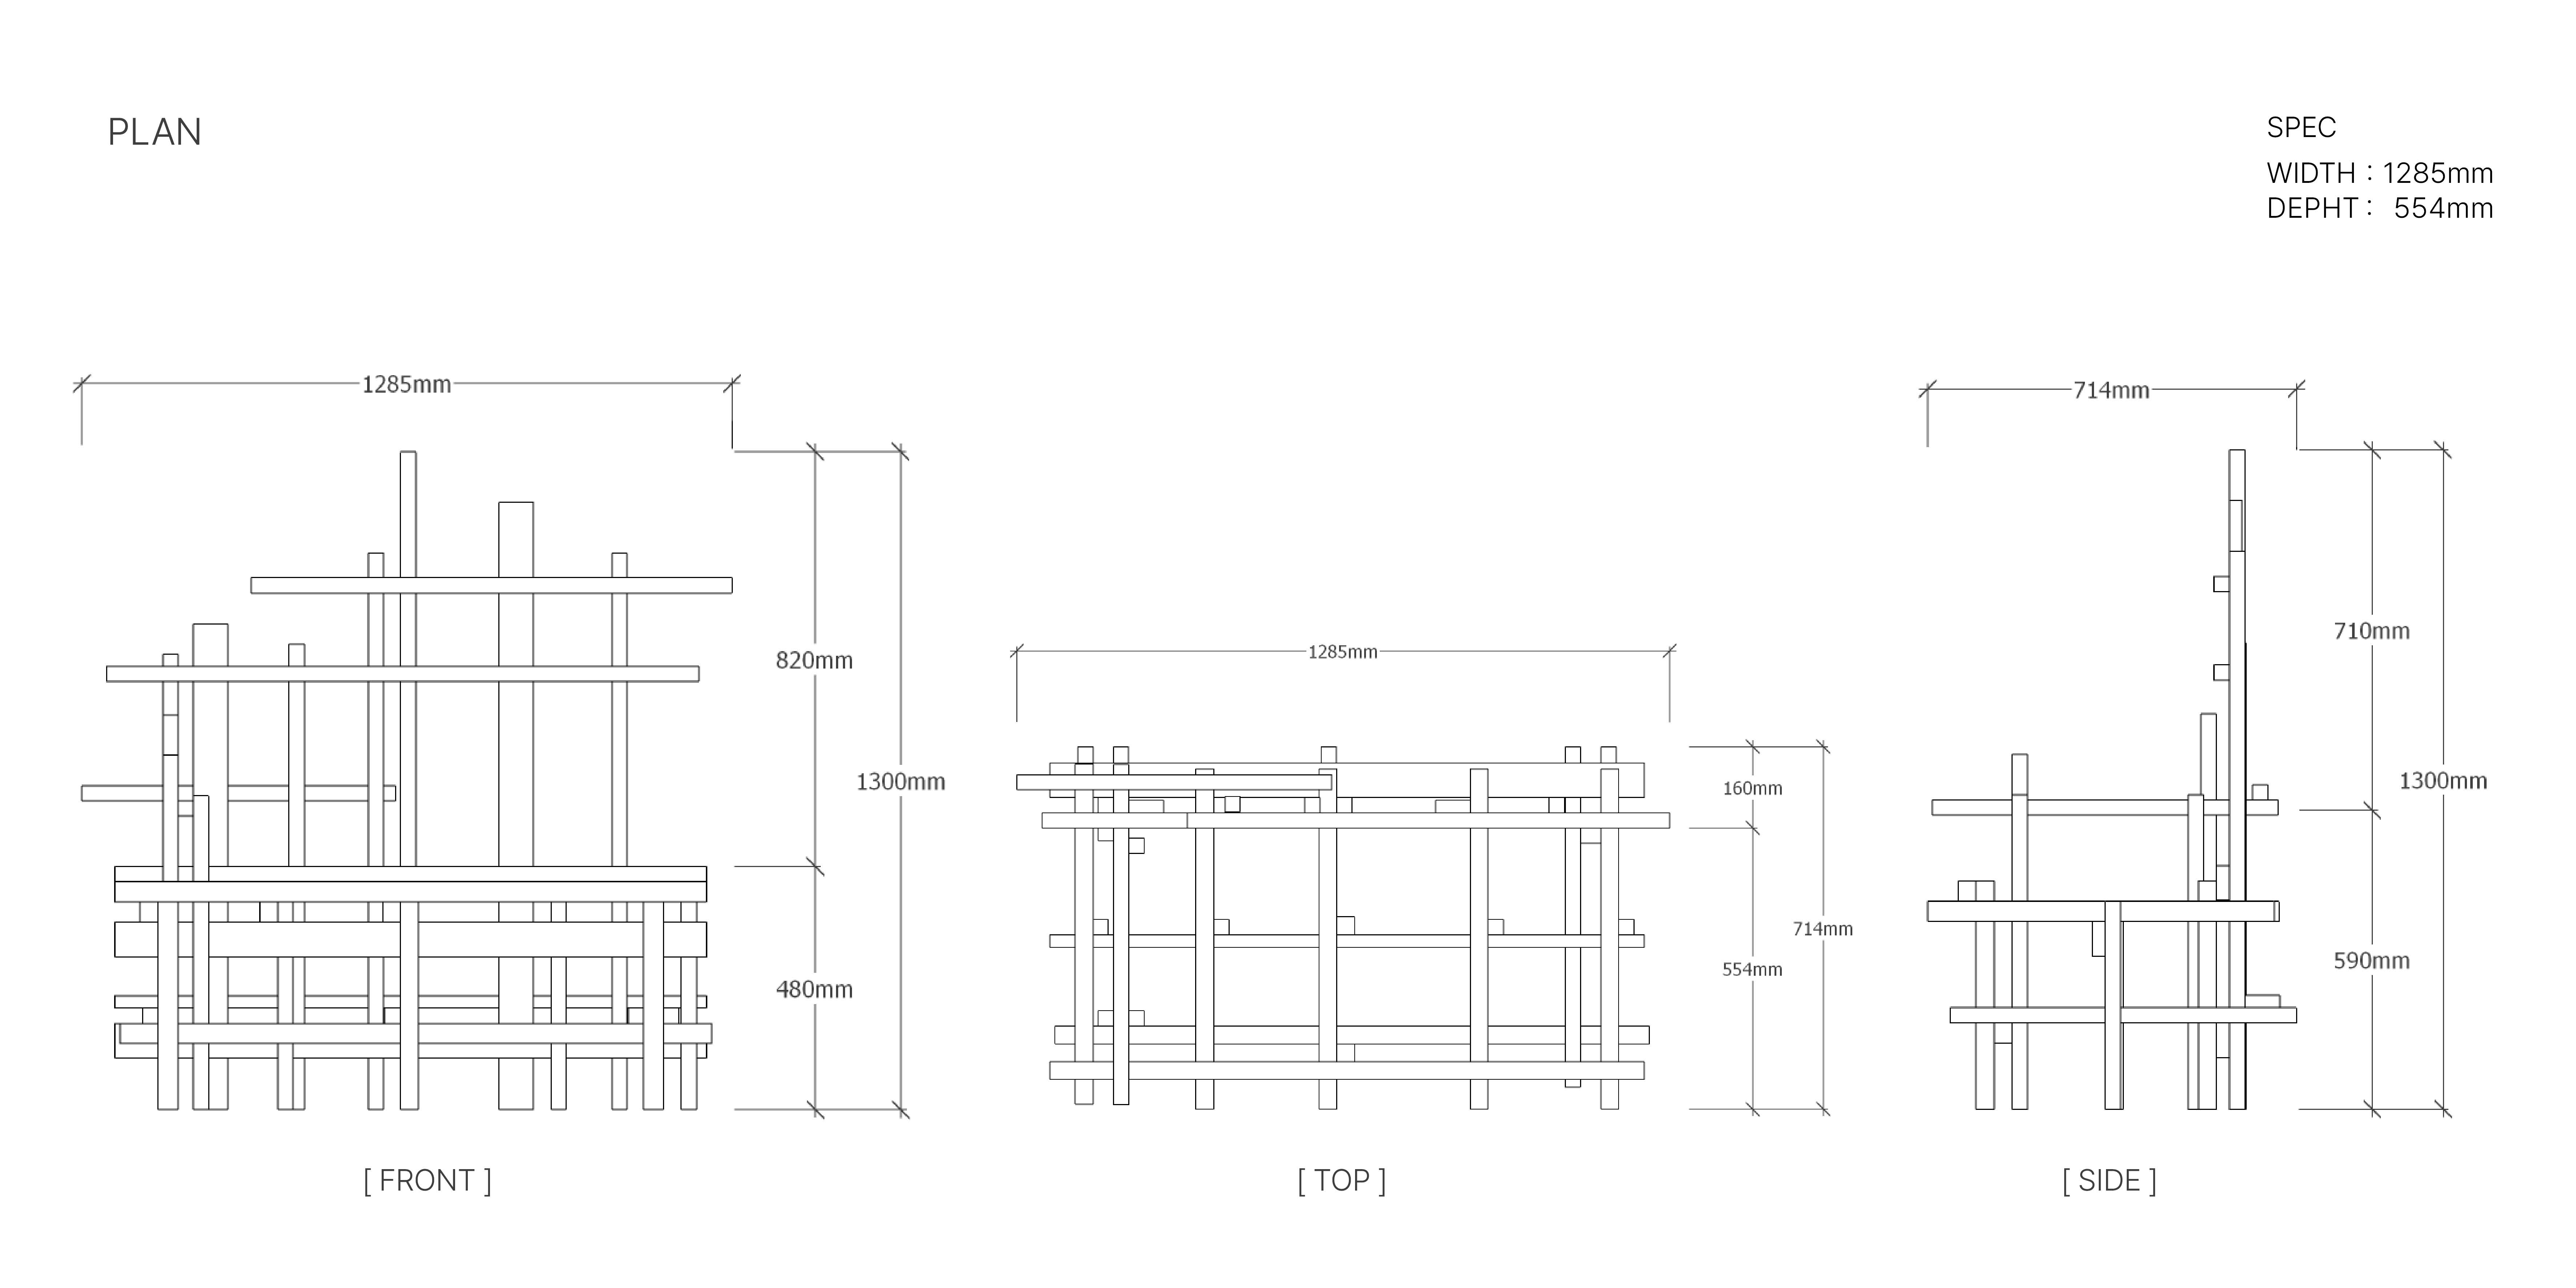 PLAN
SPEC
WIDTH : 1285mm
DEPHT : 554mm
1285mm
820mm
1300mm
480mm
[ FRONT ]
1285mm
160mm
714mm
554mm
[ TOP ]
714mm
710mm
1300mm
590mm
[ SIDE ]